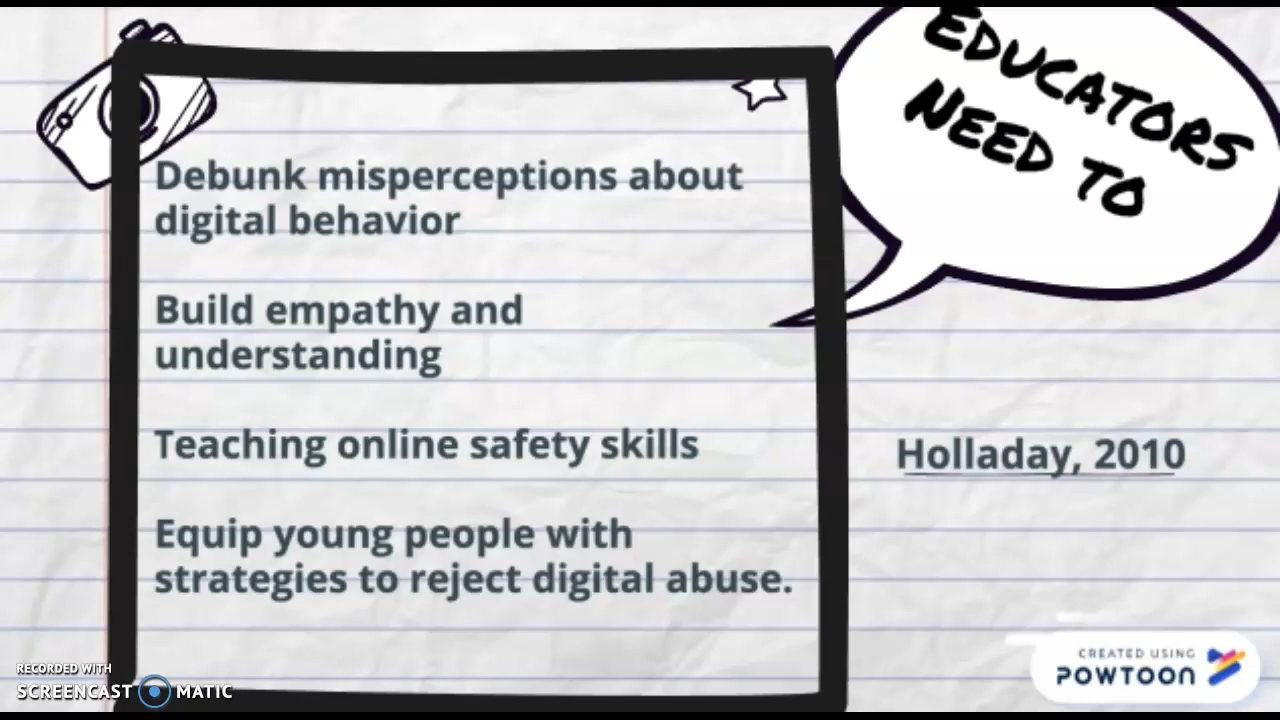 EDUCATORS
NEED TO
Debunk misperceptions about
digital behavior
Build empathy and
understanding
Teaching online safety skills
Equip young people with
strategies to reject digital abuse.
Holladay, 2010
RECORDED WITH
SCREENCAST MATIC
CREATED USING
POWTOON